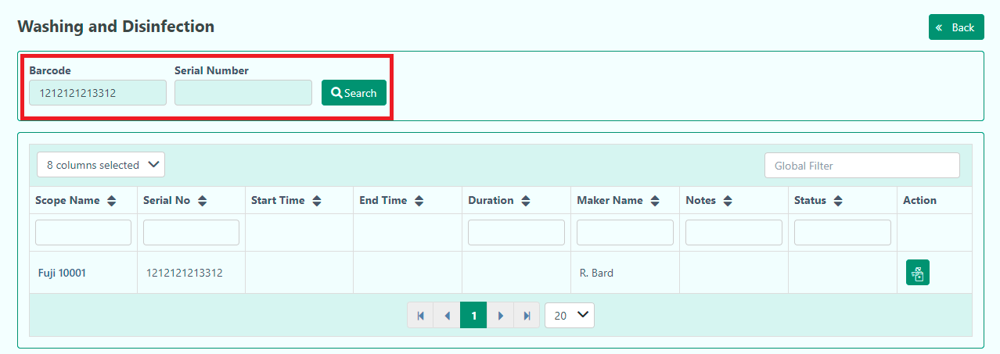 Washing and Disinfection
Back
Barcode Serial Number
1212121213312 Search
8 columns selected Global Filter
Scope Name Serial No Start Time End Time Duration Maker Name Notes Status Action
Fuji 10001 1212121213312 R. Bard
1 20